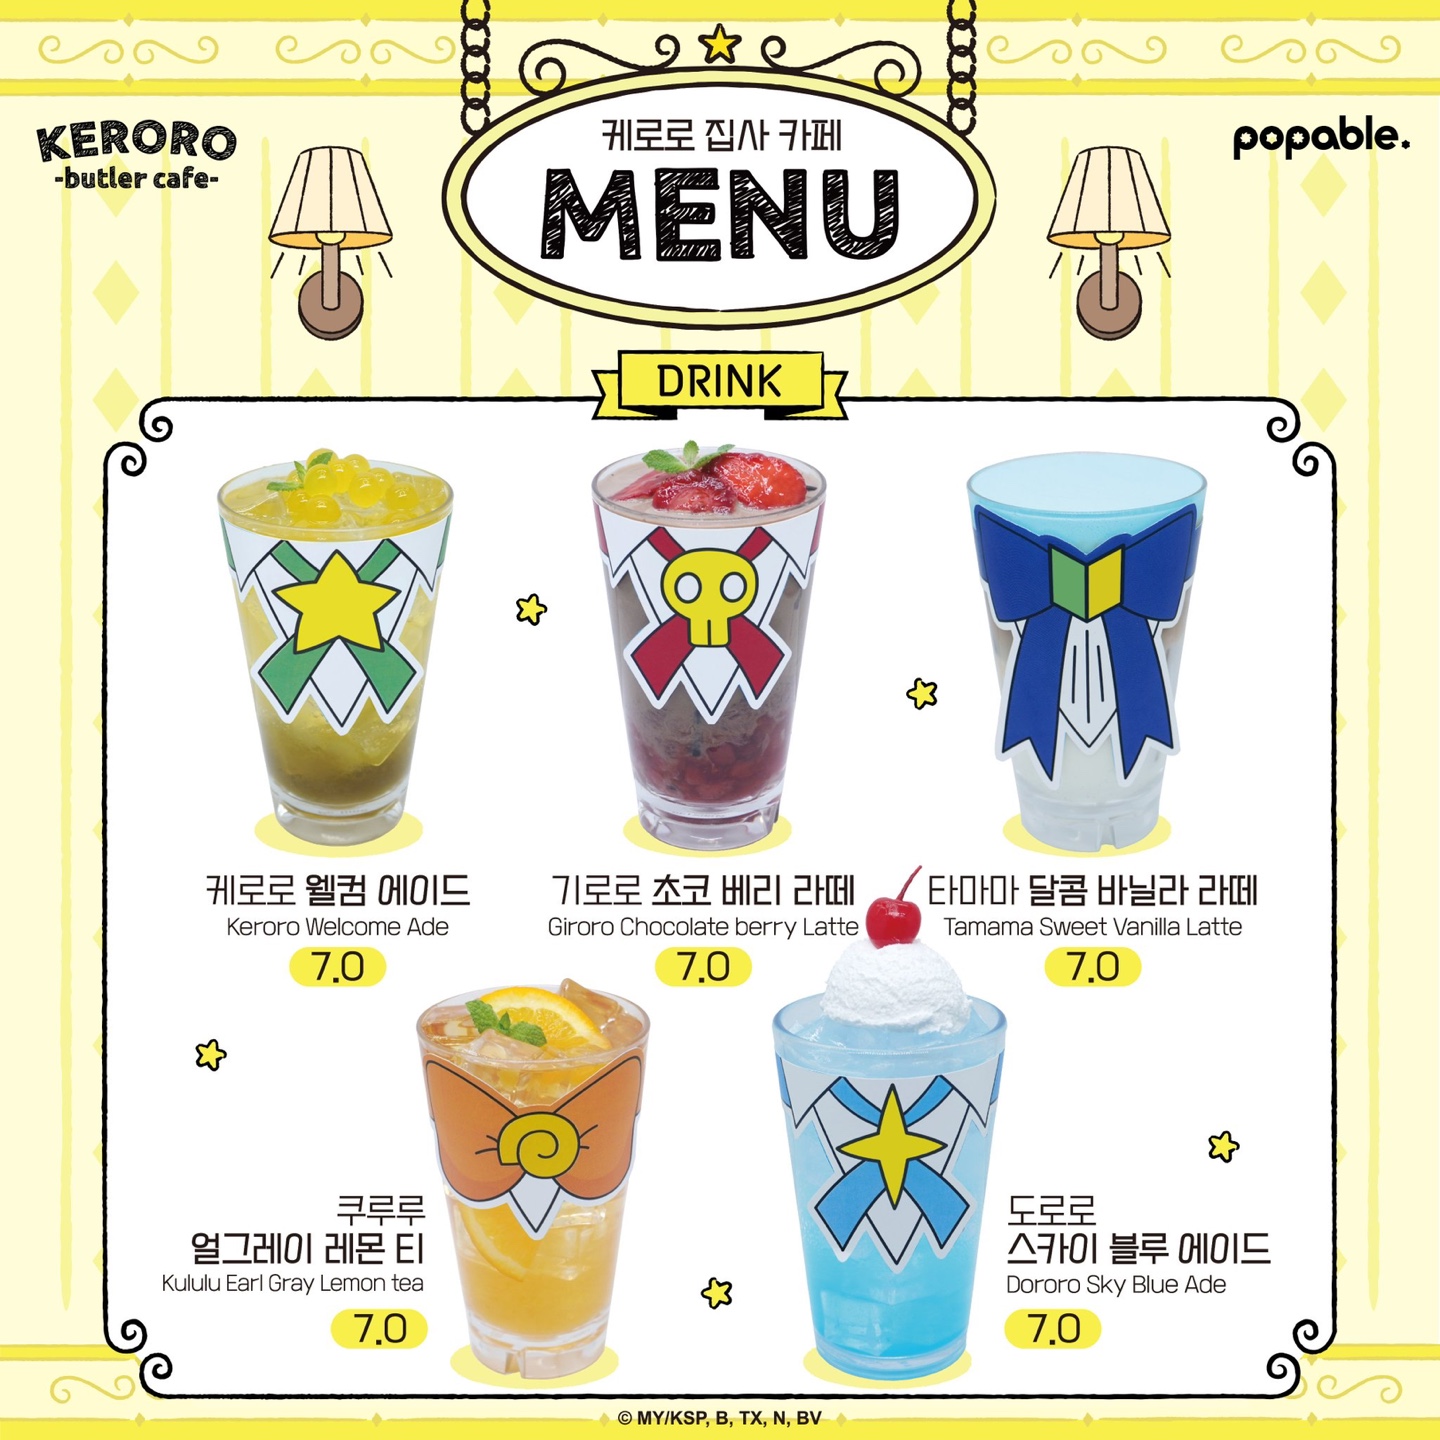 KERORO
-butler cafe-
케로로 집사 카페
MENU
popable.
DRINK
케로로 웰컴 에이드
Keroro Welcome Ade
7.0
기로로 초코 베리 라떼
Giroro Chocolate berry Latte
7.0
타마마 달콤 바닐라 라떼
Tamama Sweet Vanilla Latte
7.0
쿠루루
얼그레이 레몬 티
Kululu Earl Gray Lemon tea
7.0
도로로
스카이 블루 에이드
Dororo Sky Blue Ade
7.0
© MY/KSP, B, TX, N, BV